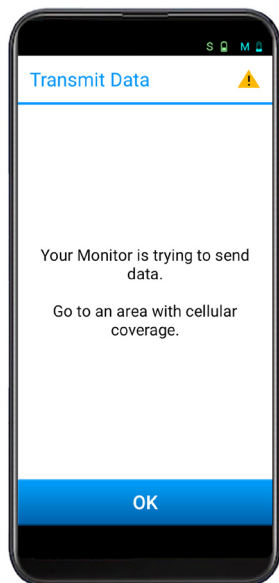 S M
Transmit Data
Your Monitor is trying to send
data.
Go to an area with cellular
coverage.
OK